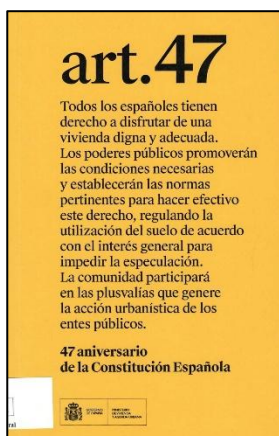 art.47
Todos los españoles tienen
derecho a disfrutar de una
vivienda digna y adecuada.
Los poderes públicos promoverán
las condiciones necesarias
y establecerán las normas
pertinentes para hacer efectivo
este derecho, regulando la
utilización del suelo de acuerdo
con el interés general para
impedir la especulación.
La comunidad participará
en las plusvalías que genere
la acción urbanística de los
entes públicos.
47 aniversario
de la Constitución Española